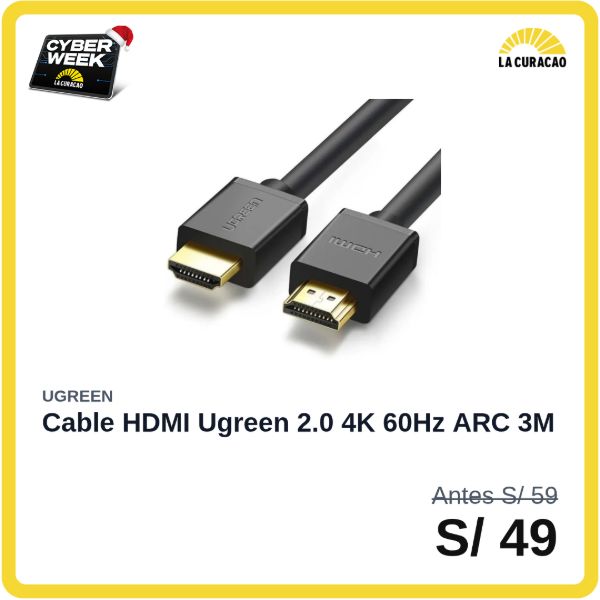 CYBER
WEEK
LA CURACAO
LA CURACAO
UGREEN
HDMI
UGREEN
Cable HDMI Ugreen 2.0 4K 60Hz ARC 3M
Antes S/ 59
S/ 49